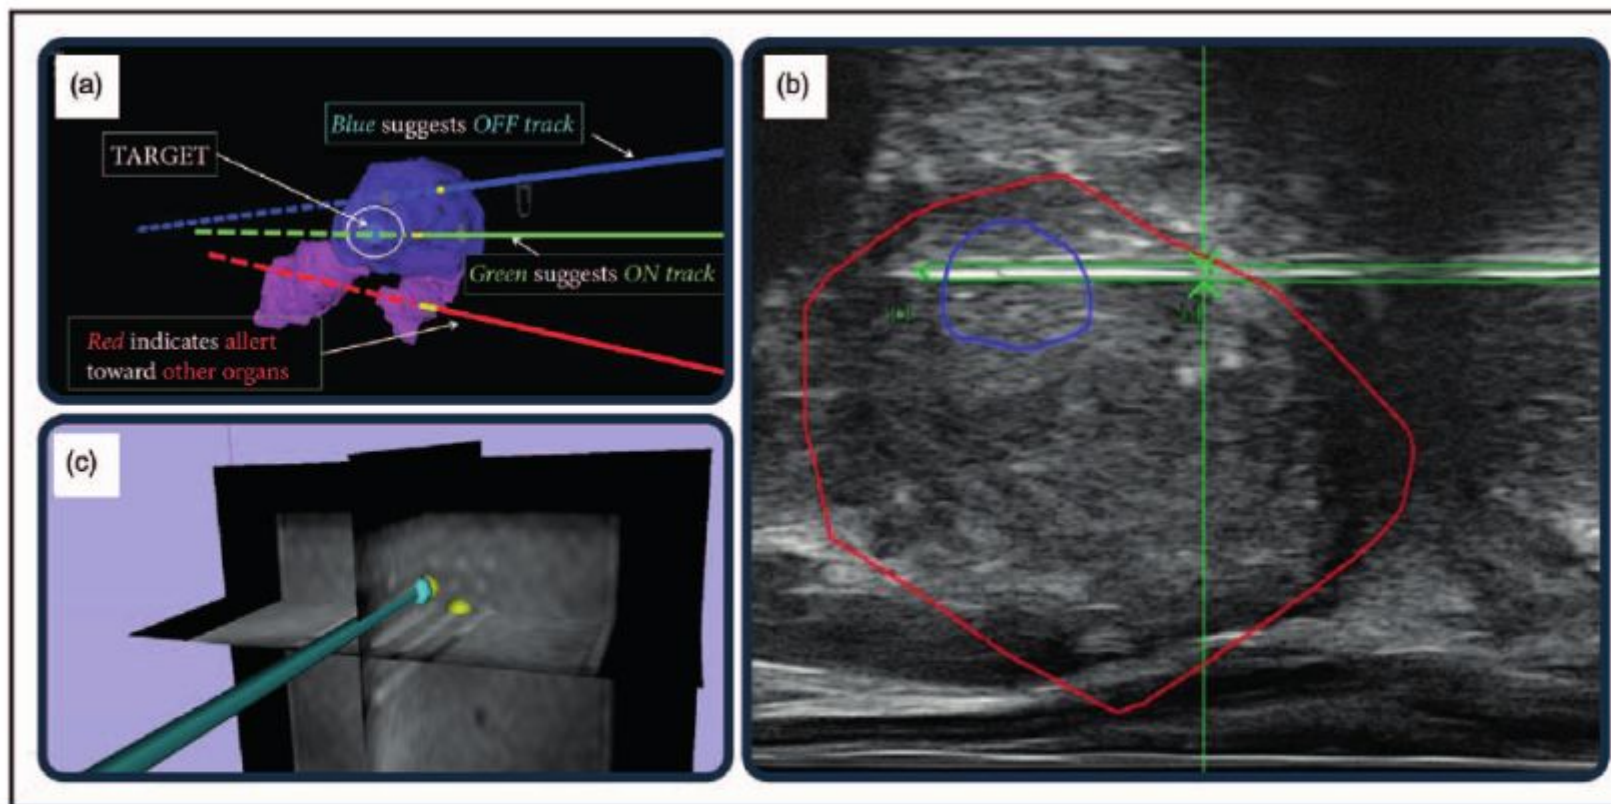 (a)
Blue suggests OFF track
TARGET
Green suggests ON track
Red indicates allert
toward other organs
(b)
(c)